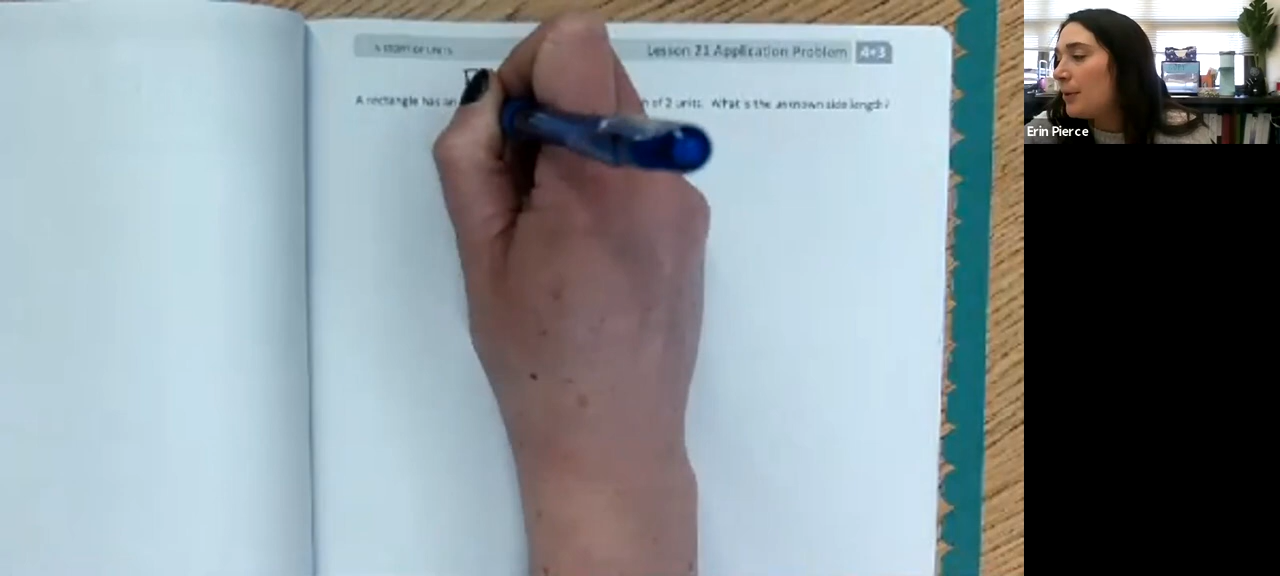 A STORY OF UNITS
Lesson 21 Application Problem 4•3
A rectangle has an of 2 units. What is the unknown side length?
Erin Pierce